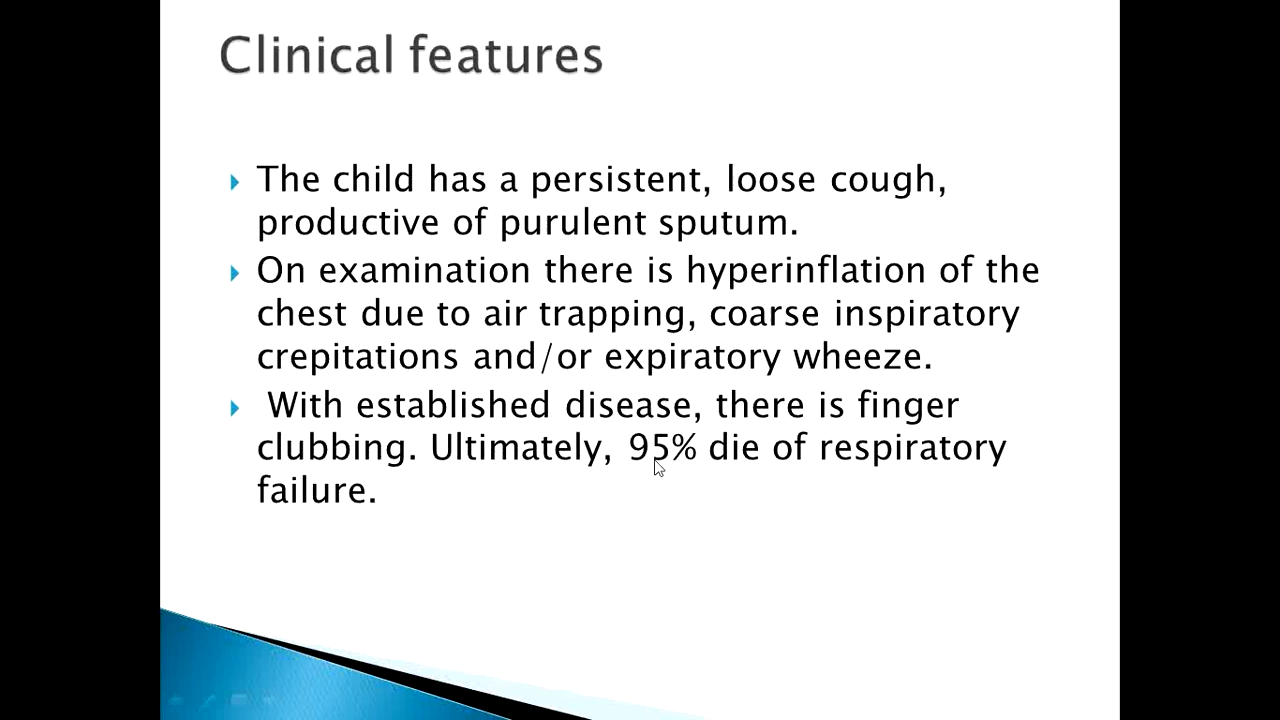 Clinical features
The child has a persistent, loose cough,
productive of purulent sputum.
On examination there is hyperinflation of the
chest due to air trapping, coarse inspiratory
crepitations and/or expiratory wheeze.
With established disease, there is finger
clubbing. Ultimately, 95% die of respiratory
failure.